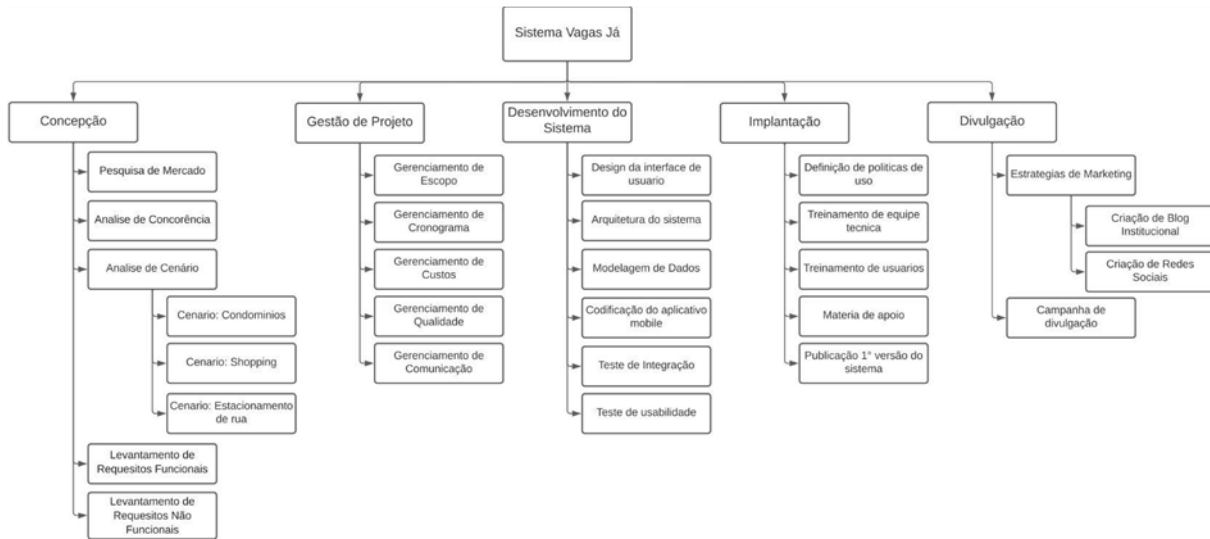 Sistema Vagas Já
Concepção
Gestão de Projeto
Desenvolvimento do
Sistema
Implantação
Divulgação
Pesquisa de Mercado
Analise de Concorência
Analise de Cenário
Cenario: Condominios
Cenario: Shopping
Cenario: Estacionamento
de rua
Levantamento de
Requesitos Funcionais
Levantamento de
Requesitos Não
Funcionais
Gerenciamento de
Escopo
Gerenciamento de
Cronograma
Gerenciamento de
Custos
Gerenciamento de
Qualidade
Gerenciamento de
Comunicação
Design da interface de
usuario
Arquitetura do sistema
Modelagem de Dados
Codificação do aplicativo
mobile
Teste de Integração
Teste de usabilidade
Definição de politicas de
uso
Treinamento de equipe
tecnica
Treinamento de usuarios
Materia de apoio
Publicação 1° versão do
sistema
Estrategias de Marketing
Criação de Blog
Institucional
Criação de Redes
Sociais
Campanha de
divulgação